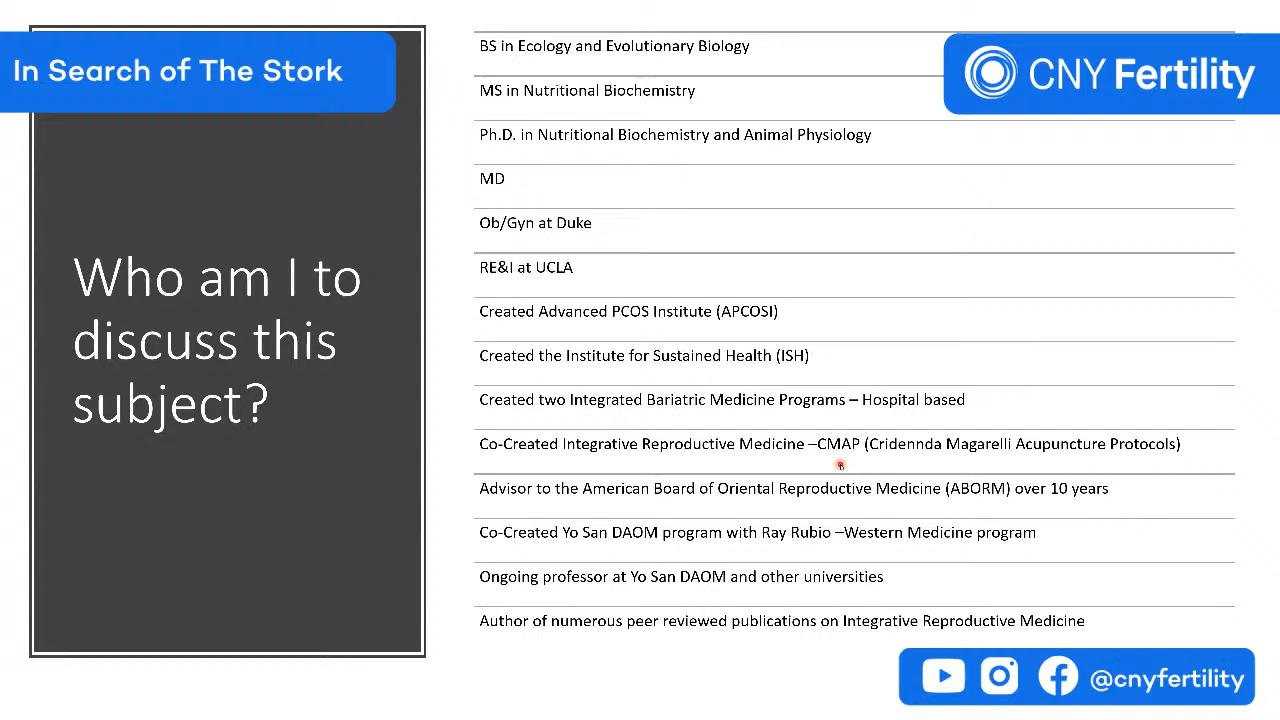 In Search of The Stork
CNY Fertility
Who am I to
discuss this
subject?
BS in Ecology and Evolutionary Biology
MS in Nutritional Biochemistry
Ph.D. in Nutritional Biochemistry and Animal Physiology
MD
Ob/Gyn at Duke
RE&I at UCLA
Created Advanced PCOS Institute (APCOSI)
Created the Institute for Sustained Health (ISH)
Created two Integrated Bariatric Medicine Programs – Hospital based
Co-Created Integrative Reproductive Medicine –CMAP (Cridennda Magarelli Acupuncture Protocols)
Advisor to the American Board of Oriental Reproductive Medicine (ABORM) over 10 years
Co-Created Yo San DAOM program with Ray Rubio –Western Medicine program
Ongoing professor at Yo San DAOM and other universities
Author of numerous peer reviewed publications on Integrative Reproductive Medicine
@cnyfertility